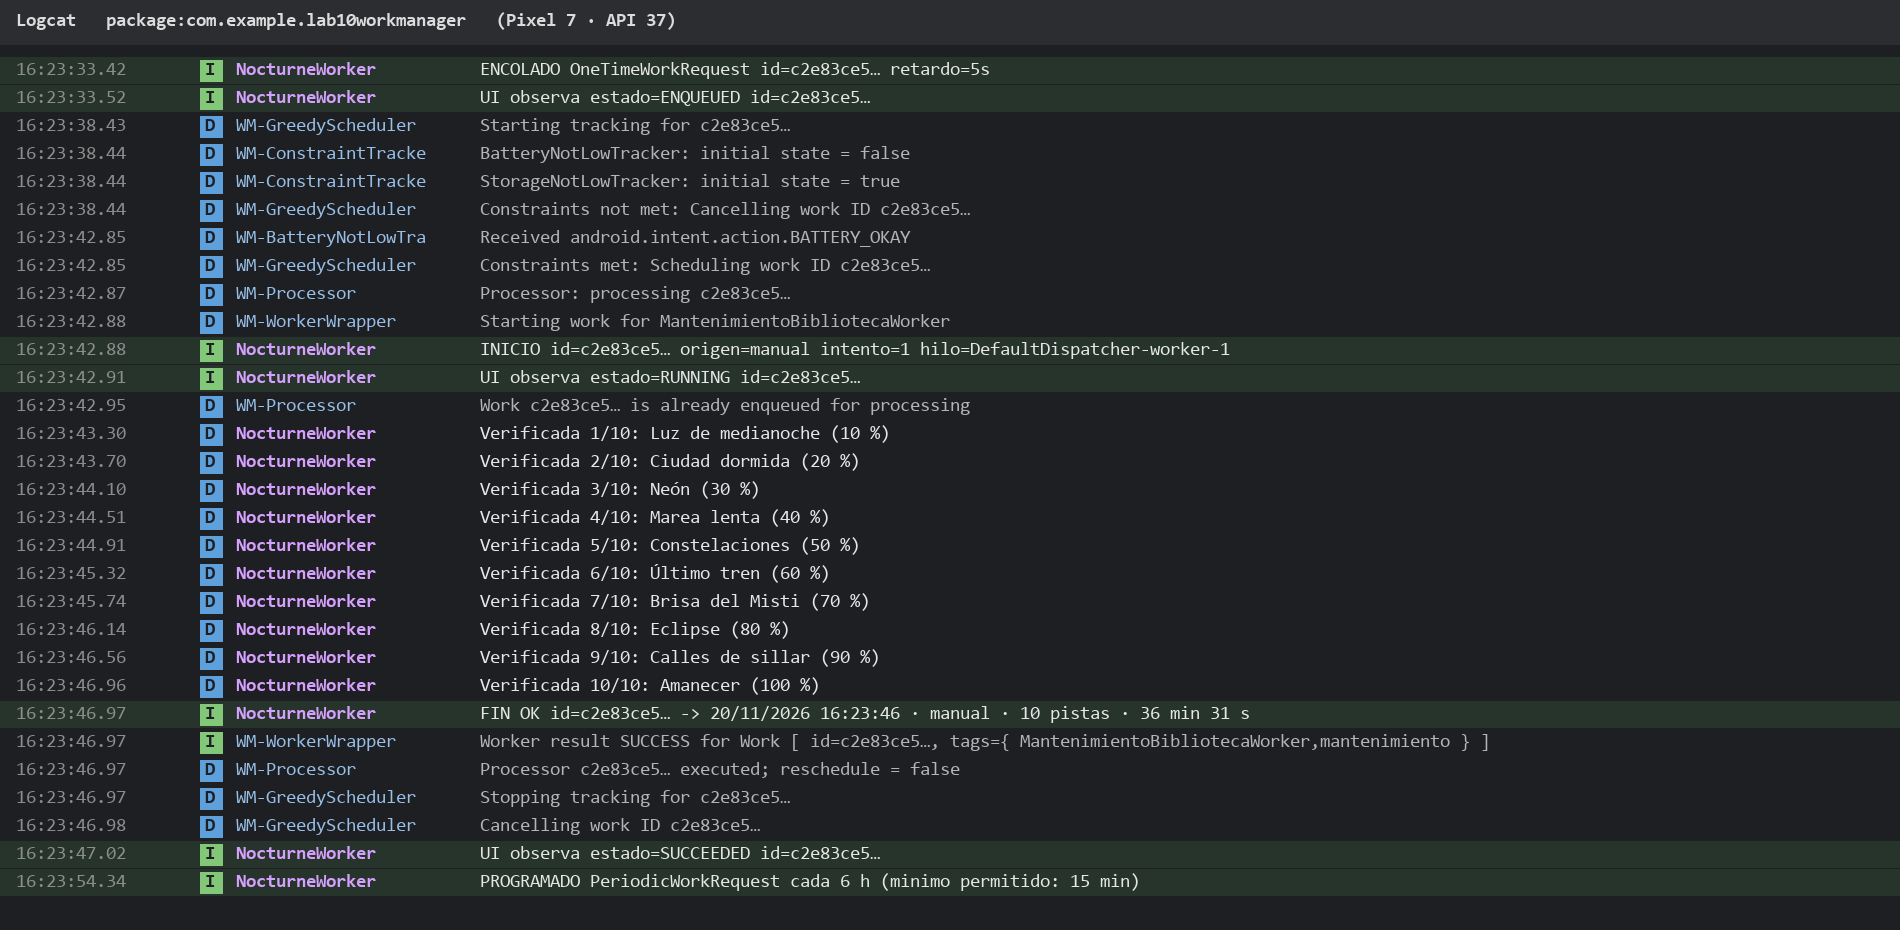 Logcat package:com.example.lab10workmanager (Pixel 7 · API 37)
16:23:33.42 I NocturneWorker ENCOLADO OneTimeWorkRequest id=c2e83ce5… retardo=5s
16:23:33.52 I NocturneWorker UI observa estado=ENQUEUED id=c2e83ce5…
16:23:38.43 D WM-GreedyScheduler Starting tracking for c2e83ce5…
16:23:38.44 D WM-ConstraintTracke BatteryNotLowTracker: initial state = false
16:23:38.44 D WM-ConstraintTracke StorageNotLowTracker: initial state = true
16:23:38.44 D WM-GreedyScheduler Constraints not met: Cancelling work ID c2e83ce5…
16:23:42.85 D WM-BatteryNotLowTra Received android.intent.action.BATTERY_OKAY
16:23:42.85 D WM-GreedyScheduler Constraints met: Scheduling work ID c2e83ce5…
16:23:42.87 D WM-Processor Processor: processing c2e83ce5…
16:23:42.88 D WM-WorkerWrapper Starting work for MantenimientoBibliotecaWorker
16:23:42.88 I NocturneWorker INICIO id=c2e83ce5… origen=manual intento=1 hilo=DefaultDispatcher-worker-1
16:23:42.91 I NocturneWorker UI observa estado=RUNNING id=c2e83ce5…
16:23:42.95 D WM-Processor Work c2e83ce5… is already enqueued for processing
16:23:43.30 D NocturneWorker Verificada 1/10: Luz de medianoche (10 %)
16:23:43.70 D NocturneWorker Verificada 2/10: Ciudad dormida (20 %)
16:23:44.10 D NocturneWorker Verificada 3/10: Neón (30 %)
16:23:44.51 D NocturneWorker Verificada 4/10: Marea lenta (40 %)
16:23:44.91 D NocturneWorker Verificada 5/10: Constelaciones (50 %)
16:23:45.32 D NocturneWorker Verificada 6/10: Último tren (60 %)
16:23:45.74 D NocturneWorker Verificada 7/10: Brisa del Misti (70 %)
16:23:46.14 D NocturneWorker Verificada 8/10: Eclipse (80 %)
16:23:46.56 D NocturneWorker Verificada 9/10: Calles de sillar (90 %)
16:23:46.96 D NocturneWorker Verificada 10/10: Amanecer (100 %)
16:23:46.97 I NocturneWorker FIN OK id=c2e83ce5… -> 20/11/2026 16:23:46 · manual · 10 pistas · 36 min 31 s
16:23:46.97 I WM-WorkerWrapper Worker result SUCCESS for Work [ id=c2e83ce5…, tags={ MantenimientoBibliotecaWorker,mantenimiento } ]
16:23:46.97 D WM-Processor Processor c2e83ce5… executed; reschedule = false
16:23:46.97 D WM-GreedyScheduler Stopping tracking for c2e83ce5…
16:23:46.98 D WM-GreedyScheduler Cancelling work ID c2e83ce5…
16:23:47.02 I NocturneWorker UI observa estado=SUCCEEDED id=c2e83ce5…
16:23:54.34 I NocturneWorker PROGRAMADO PeriodicWorkRequest cada 6 h (minimo permitido: 15 min)